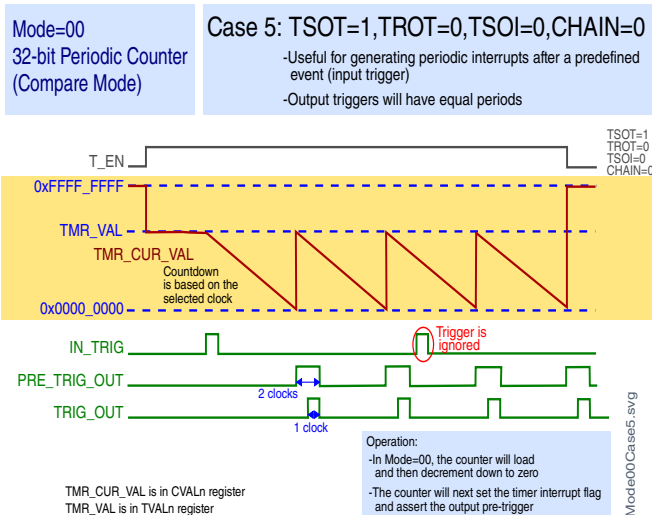 Mode=00
32-bit Periodic Counter
(Compare Mode)
Case 5: TSOT=1,TROT=0,TSOI=0,CHAIN=0
-Useful for generating periodic interrupts after a predefined
event (input trigger)
-Output triggers will have equal periods
TSOT=1
TROT=0
TSOI=0
CHAIN=0
T_EN
0xFFFF_FFFF
TMR_VAL
TMR_CUR_VAL
Countdown
is based on the
selected clock
0x0000_0000
IN_TRIG
Trigger is
ignored
PRE_TRIG_OUT
2 clocks
TRIG_OUT
1 clock
Operation:
-In Mode=00, the counter will load
and then decrement down to zero
-The counter will next set the timer interrupt flag
and assert the output pre-trigger
TMR_CUR_VAL is in CVALn register
TMR_VAL is in TVALn register
Mode00Case5.svg